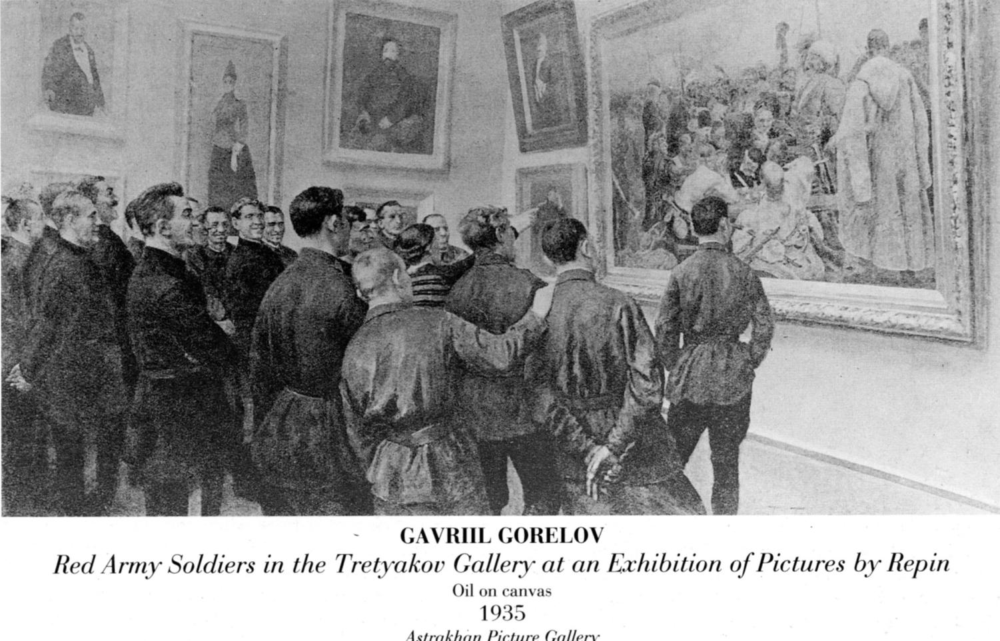 GAVRIIL GORELOV
Red Army Soldiers in the Tretyakov Gallery at an Exhibition of Pictures by Repin
Oil on canvas
1935
Astrakhan Picture Gallery